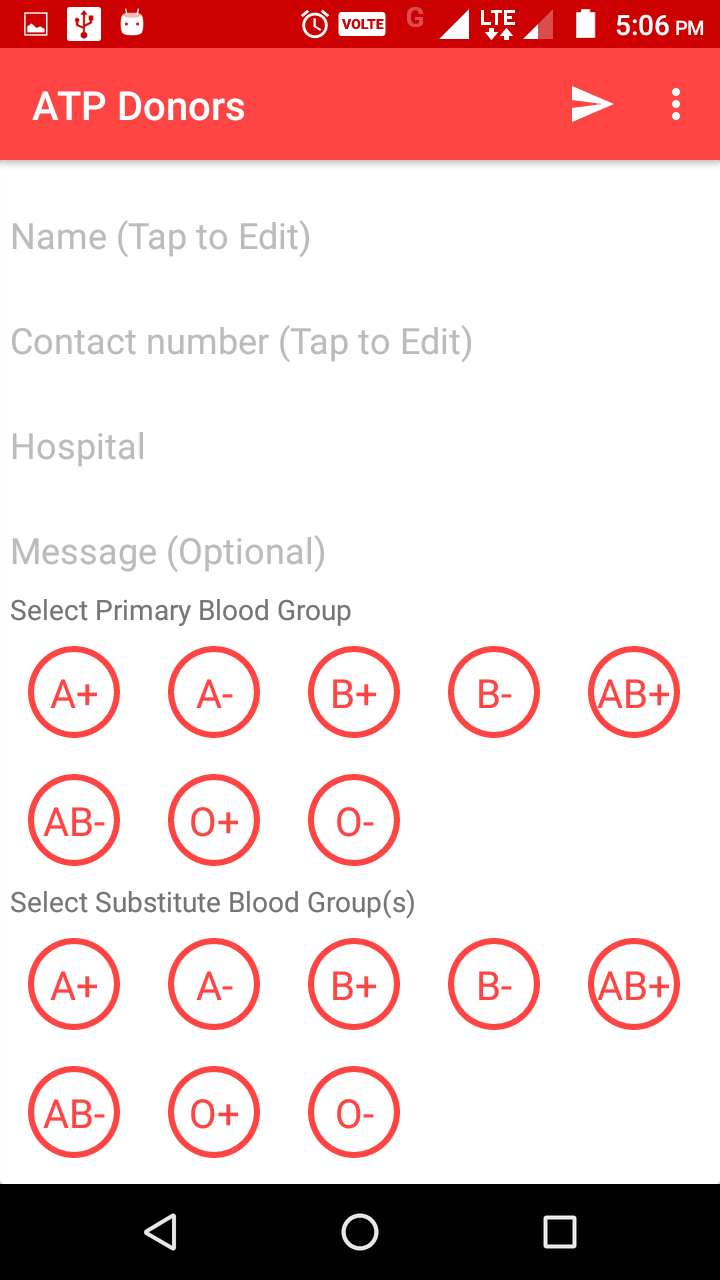 VOLTE G LTE 5:06 PM
ATP Donors
Name (Tap to Edit)
Contact number (Tap to Edit)
Hospital
Message (Optional)
Select Primary Blood Group
A+ A- B+ B- AB+
AB- O+ O-
Select Substitute Blood Group(s)
A+ A- B+ B- AB+
AB- O+ O-